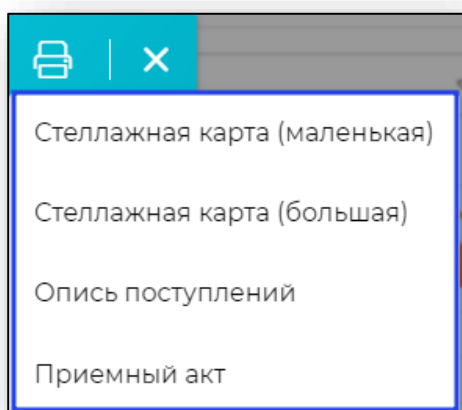 Стеллажная карта (маленькая)
Стеллажная карта (большая)
Опись поступлений
Приемный акт